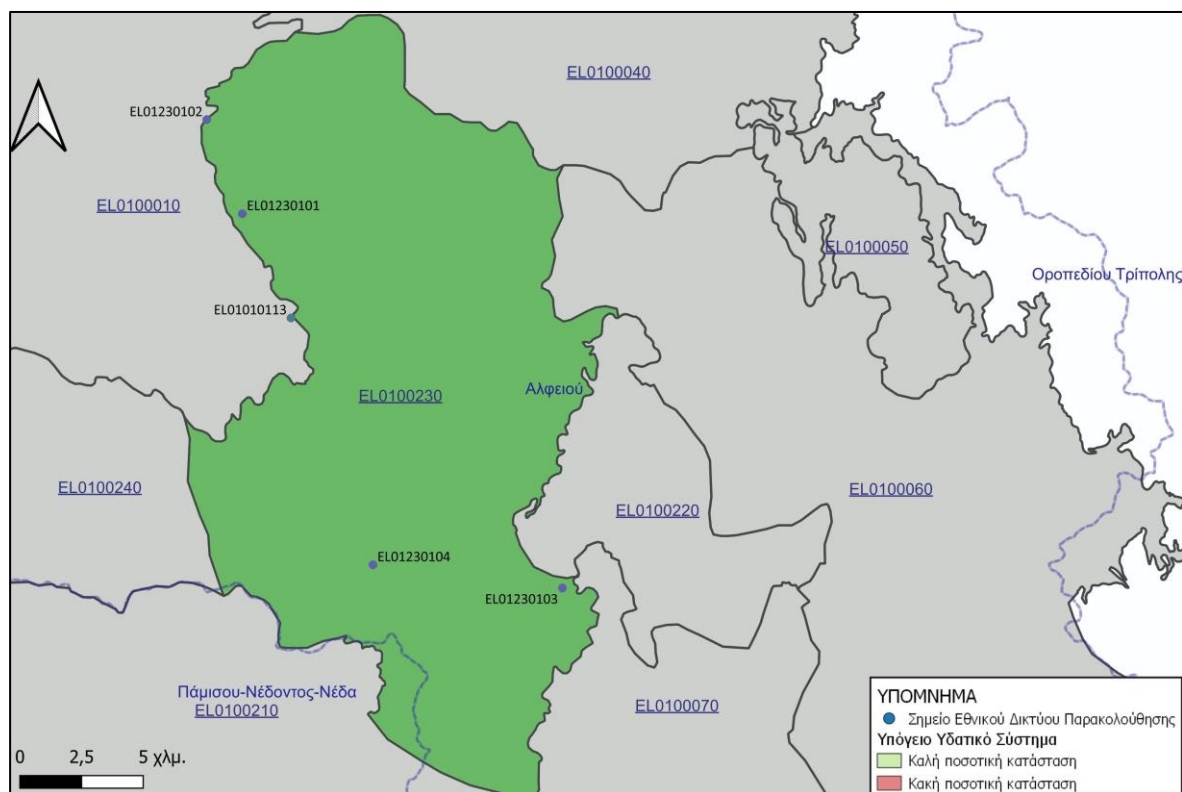 EL0100040
EL01230102
EL0100010
EL01230101
EL0100050
Οροπεδίου Τρίπολης
EL01010113
EL0100230
Αλφειού
EL0100240
EL0100060
EL0100220
EL01230104
EL01230103
Πάμισου-Νέδοντος-Νέδα
EL0100210
EL0100070
0 2,5 5 χλμ.
ΥΠΟΜΝΗΜΑ
Σημείο Εθνικού Δικτύου Παρακολούθησης
Υπόγειο Υδατικό Σύστημα
Καλή ποσοτική κατάσταση
Κακή ποσοτική κατάσταση